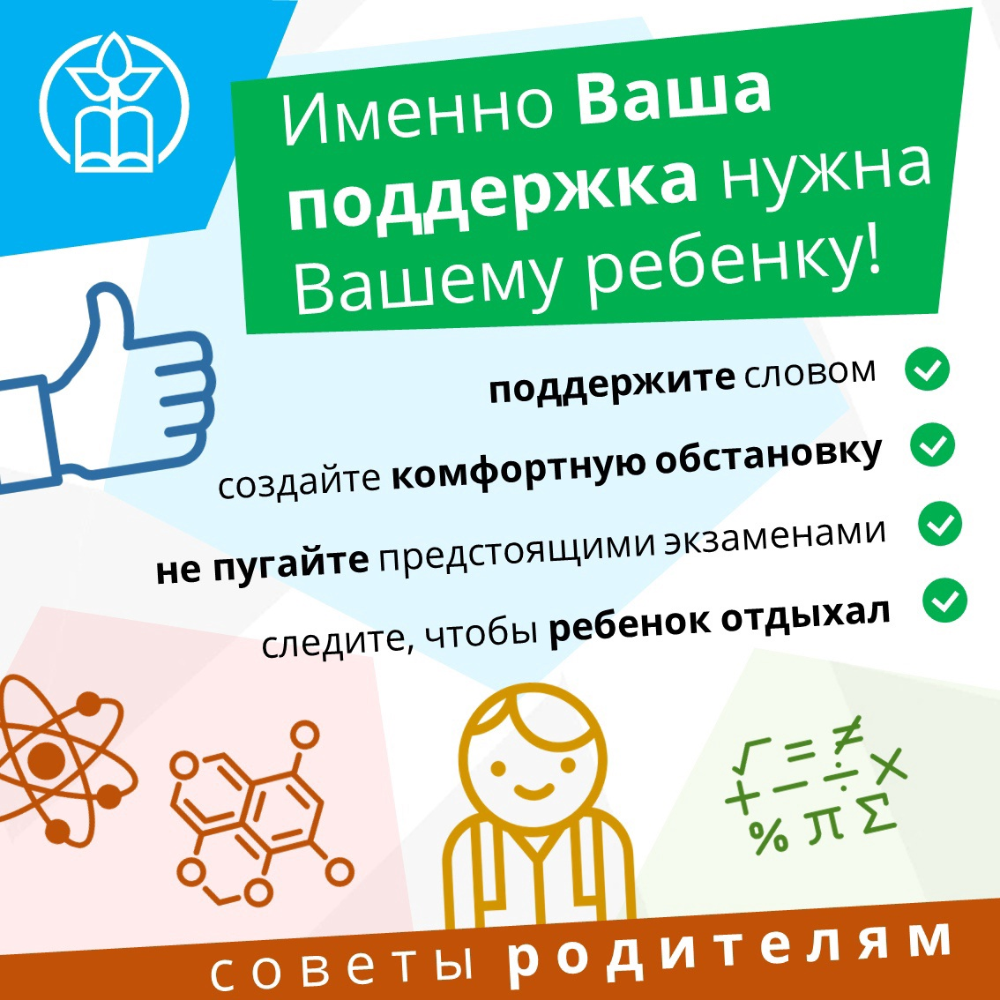 Именно Ваша
поддержка нужна
Вашему ребенку!
поддержите словом
создайте комфортную обстановку
не пугайте предстоящими экзаменами
следите, чтобы ребенок отдыхал
√ = ≠
+ − ÷ ×
% π Σ
советы родителям